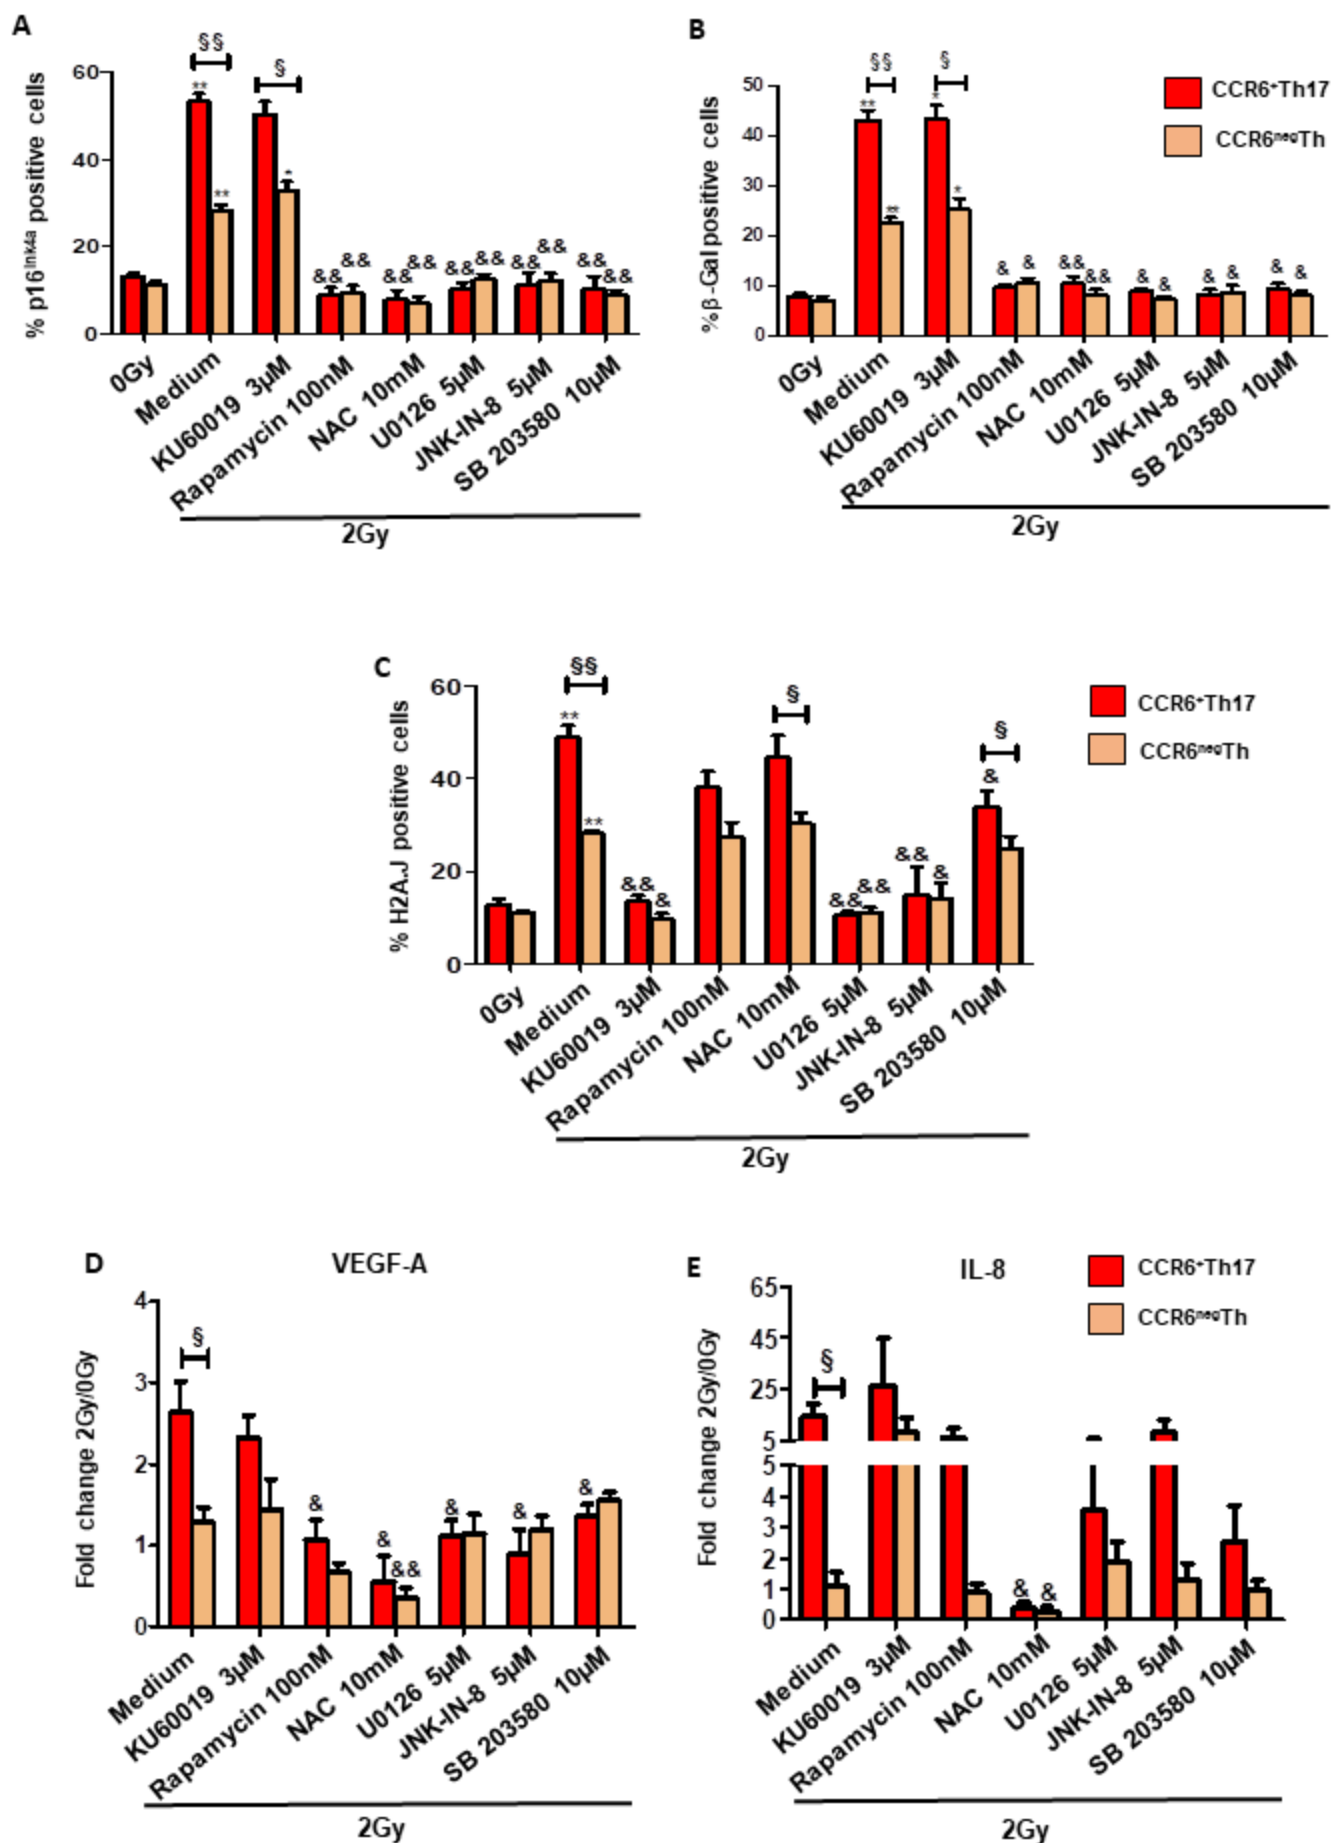 A
% p16ᴵⁿᵏ⁴ᵃ positive cells
60
40
20
0
§§
§
**
**
*
&& && && && && && && && && &&
0Gy
Medium
KU60019 3µM
Rapamycin 100nM
NAC 10mM
U0126 5µM
JNK-IN-8 5µM
SB 203580 10µM
2Gy
B
% β-Gal positive cells
50
40
30
20
10
0
§§
§
**
**
*
*
& & && && & & & & & &
CCR6⁺Th17
CCR6ⁿᵉᵍTh
0Gy
Medium
KU60019 3µM
Rapamycin 100nM
NAC 10mM
U0126 5µM
JNK-IN-8 5µM
SB 203580 10µM
2Gy
C
% H2A.J positive cells
60
40
20
0
§§
§
§
**
**
&& & && && && & &
CCR6⁺Th17
CCR6ⁿᵉᵍTh
0Gy
Medium
KU60019 3µM
Rapamycin 100nM
NAC 10mM
U0126 5µM
JNK-IN-8 5µM
SB 203580 10µM
2Gy
D
VEGF-A
Fold change 2Gy/0Gy
4
3
2
1
0
§
& & && & & &
Medium
KU60019 3µM
Rapamycin 100nM
NAC 10mM
U0126 5µM
JNK-IN-8 5µM
SB 203580 10µM
2Gy
E
IL-8
Fold change 2Gy/0Gy
65
45
25
5
5
4
3
2
1
0
§
& &
CCR6⁺Th17
CCR6ⁿᵉᵍTh
Medium
KU60019 3µM
Rapamycin 100nM
NAC 10mM
U0126 5µM
JNK-IN-8 5µM
SB 203580 10µM
2Gy